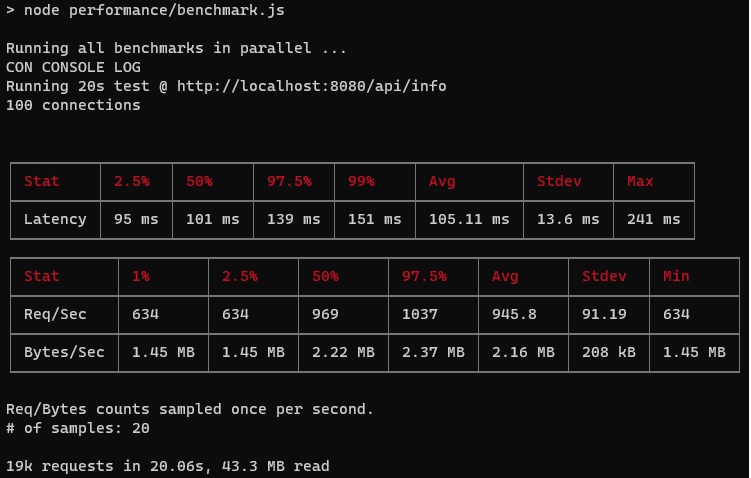 > node performance/benchmark.js
Running all benchmarks in parallel ...
CON CONSOLE LOG
Running 20s test @ http://localhost:8080/api/info
100 connections
Stat 2.5% 50% 97.5% 99% Avg Stdev Max
Latency 95 ms 101 ms 139 ms 151 ms 105.11 ms 13.6 ms 241 ms
Stat 1% 2.5% 50% 97.5% Avg Stdev Min
Req/Sec 634 634 969 1037 945.8 91.19 634
Bytes/Sec 1.45 MB 1.45 MB 2.22 MB 2.37 MB 2.16 MB 208 kB 1.45 MB
Req/Bytes counts sampled once per second.
# of samples: 20
19k requests in 20.06s, 43.3 MB read